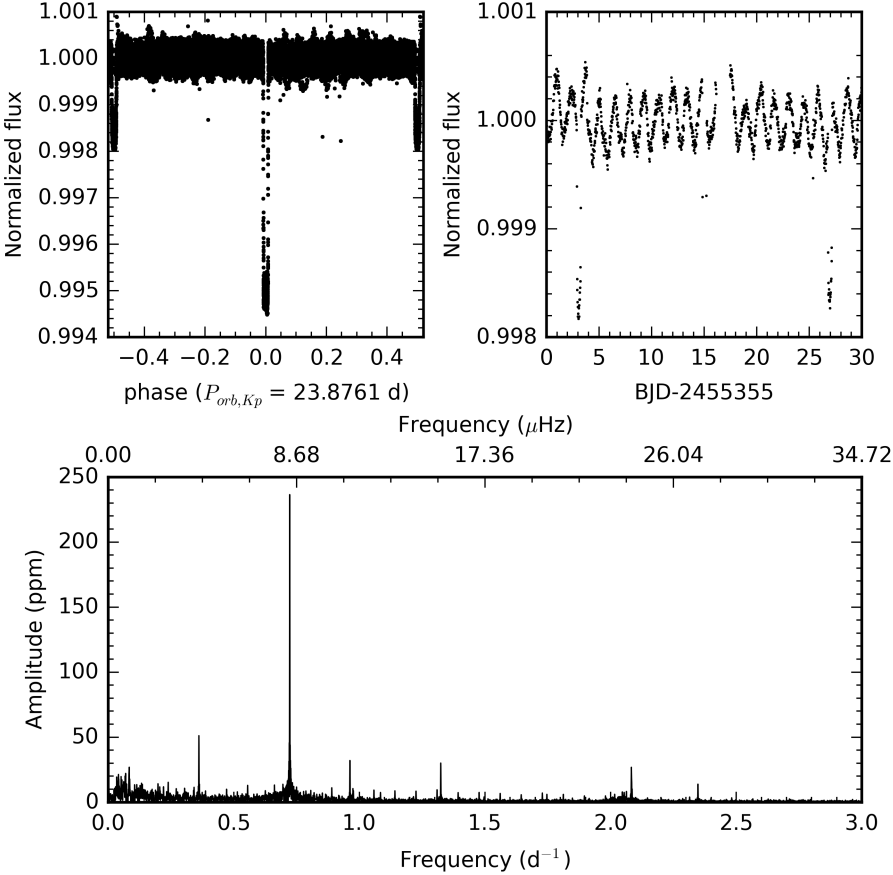 1.001
1.000
0.999
0.998
0.997
0.996
0.995
0.994
Normalized flux
−0.4 −0.2 0.0 0.2 0.4
phase (P_orb,Kp = 23.8761 d)
1.001
1.000
0.999
0.998
Normalized flux
0 5 10 15 20 25 30
BJD-2455355
Frequency (μHz)
0.00 8.68 17.36 26.04 34.72
250
200
150
100
50
0
Amplitude (ppm)
0.0 0.5 1.0 1.5 2.0 2.5 3.0
Frequency (d⁻¹)